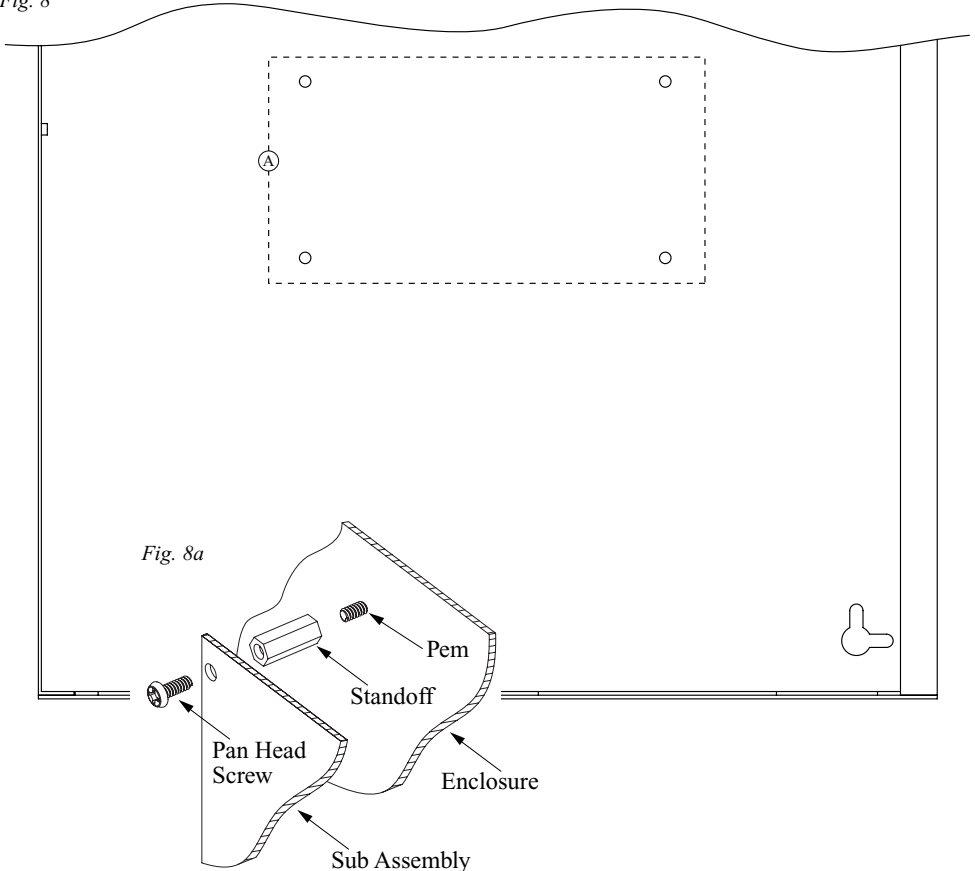 Fig. 8
A
Fig. 8a
Pem
Standoff
Pan Head
Screw
Enclosure
Sub Assembly